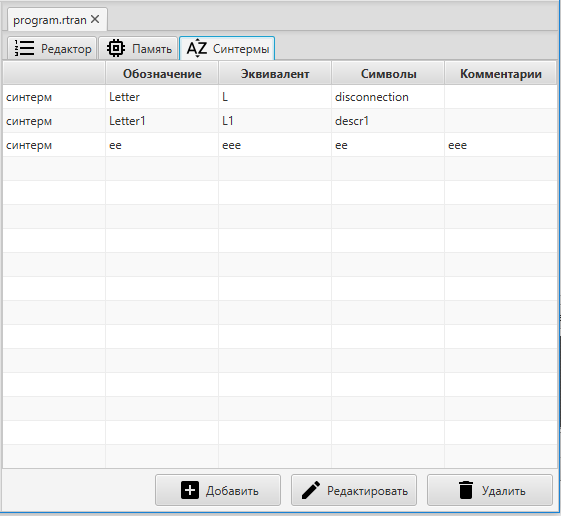 program.rtran
Редактор Память Синтермы
Обозначение Эквивалент Символы Комментарии
синтерм Letter L disconnection
синтерм Letter1 L1 descr1
синтерм ee eee ee eee
Добавить Редактировать Удалить